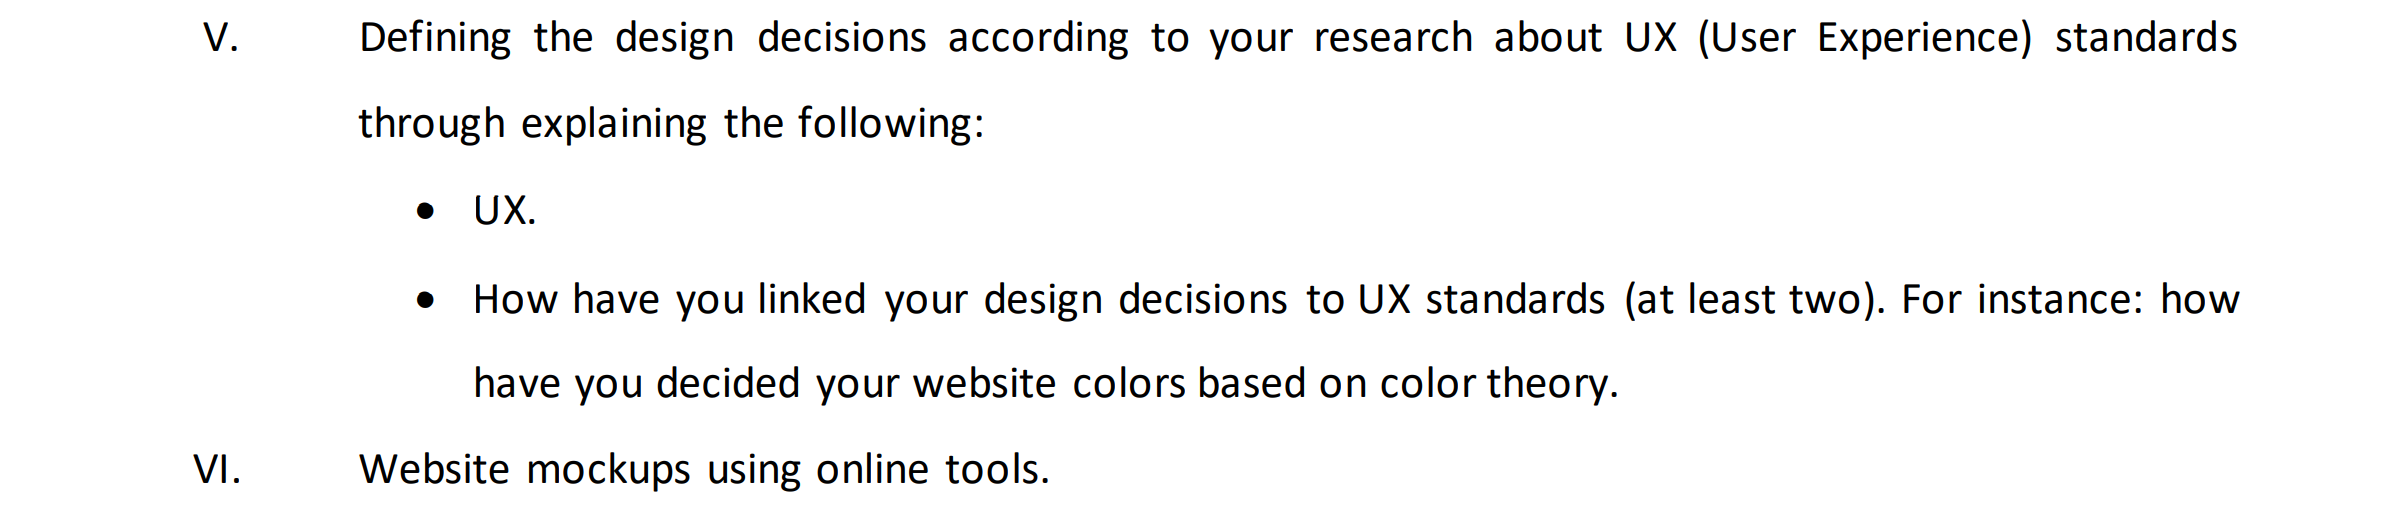 V. Defining the design decisions according to your research about UX (User Experience) standards
through explaining the following:
• UX.
• How have you linked your design decisions to UX standards (at least two). For instance: how
have you decided your website colors based on color theory.
VI. Website mockups using online tools.